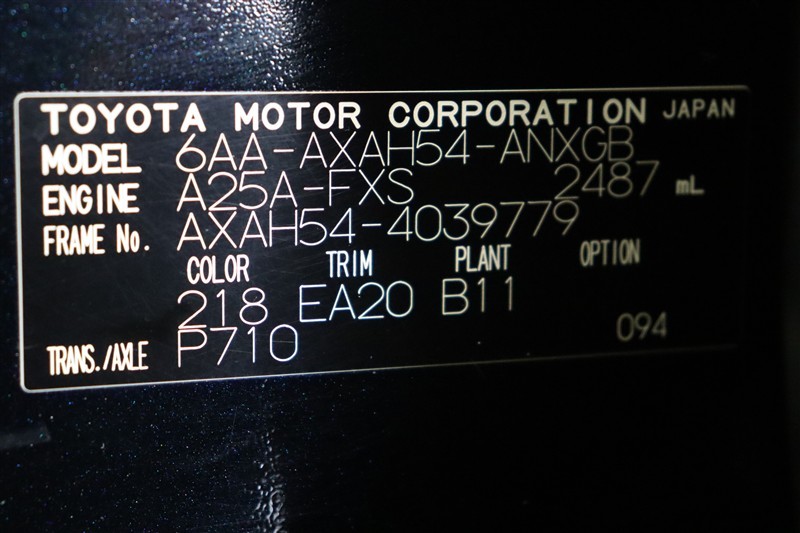 TOYOTA MOTOR CORPORATION JAPAN
MODEL 6AA-AXAH54-ANXGB
ENGINE A25A-FXS 2487 mL
FRAME No. AXAH54-4039779
COLOR TRIM PLANT OPTION
218 EA20 B11
TRANS./AXLE P710 094